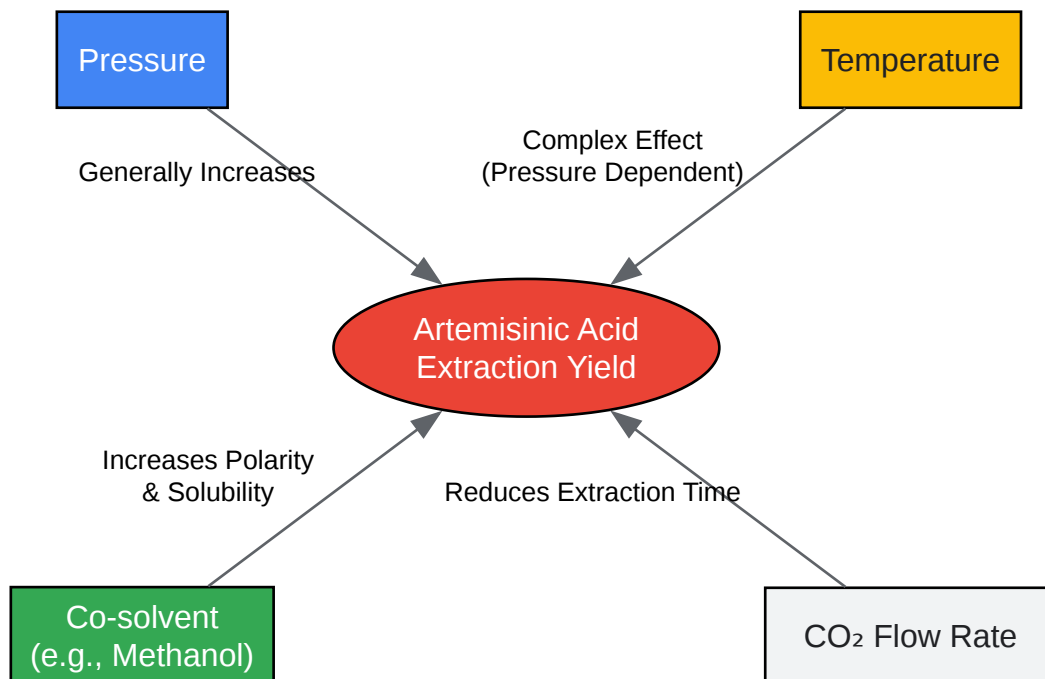 Pressure
Temperature
Generally Increases
Complex Effect
(Pressure Dependent)
Artemisinic Acid
Extraction Yield
Increases Polarity
& Solubility
Reduces Extraction Time
Co-solvent
(e.g., Methanol)
CO₂ Flow Rate